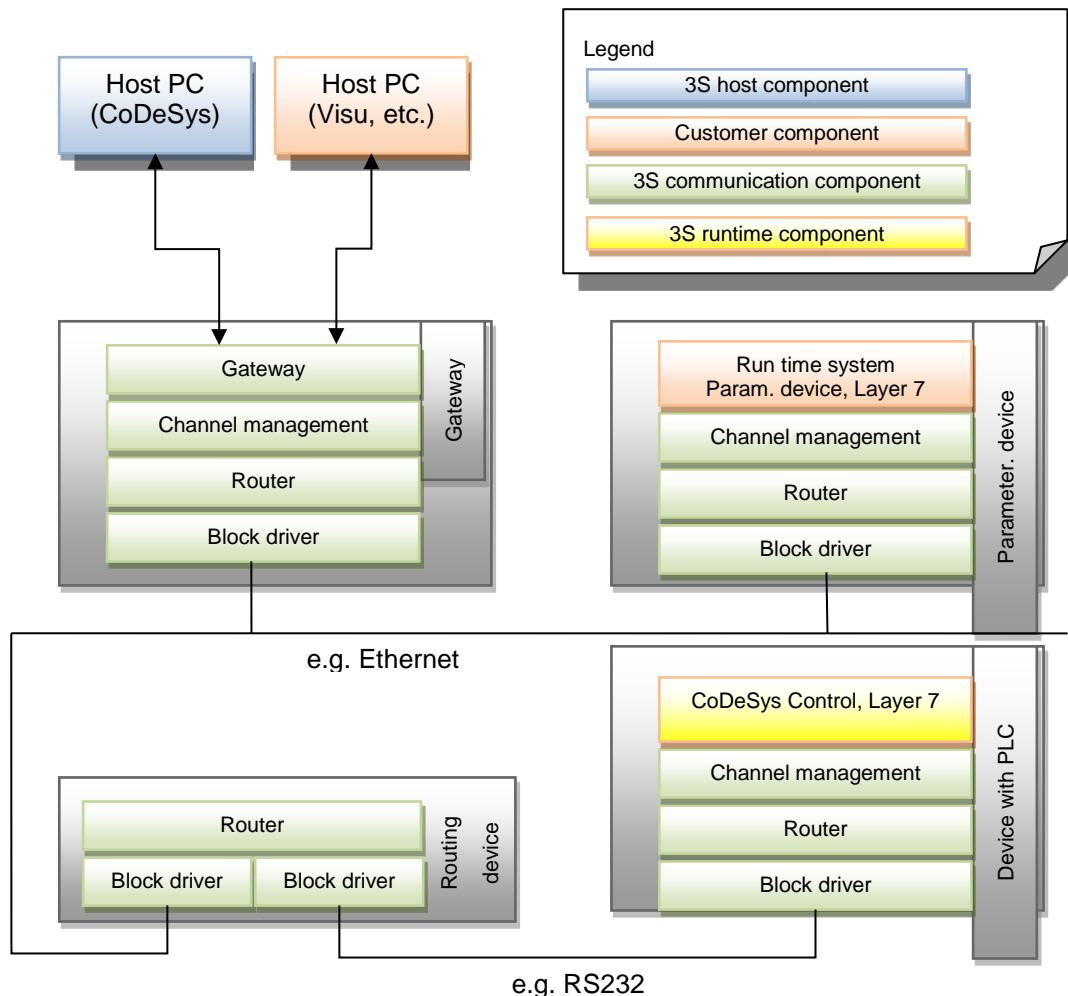 Host PC
(CoDeSys)
Host PC
(Visu, etc.)
Legend
3S host component
Customer component
3S communication component
3S runtime component
Gateway
Channel management
Router
Block driver
Gateway
Run time system
Param. device, Layer 7
Channel management
Router
Block driver
Parameter. device
e.g. Ethernet
CoDeSys Control, Layer 7
Channel management
Router
Block driver
Device with PLC
Router
Block driver
Block driver
Routing
device
e.g. RS232